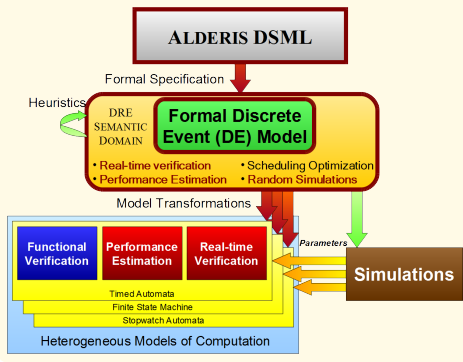 ALDERIS DSML
Formal Specification
Heuristics
DRE
SEMANTIC
DOMAIN
Formal Discrete
Event (DE) Model
• Real-time verification
• Scheduling Optimization
• Performance Estimation
• Random Simulations
Model Transformations
Parameters
Functional
Verification
Performance
Estimation
Real-time
Verification
Simulations
Timed Automata
Finite State Machine
Stopwatch Automata
Heterogeneous Models of Computation